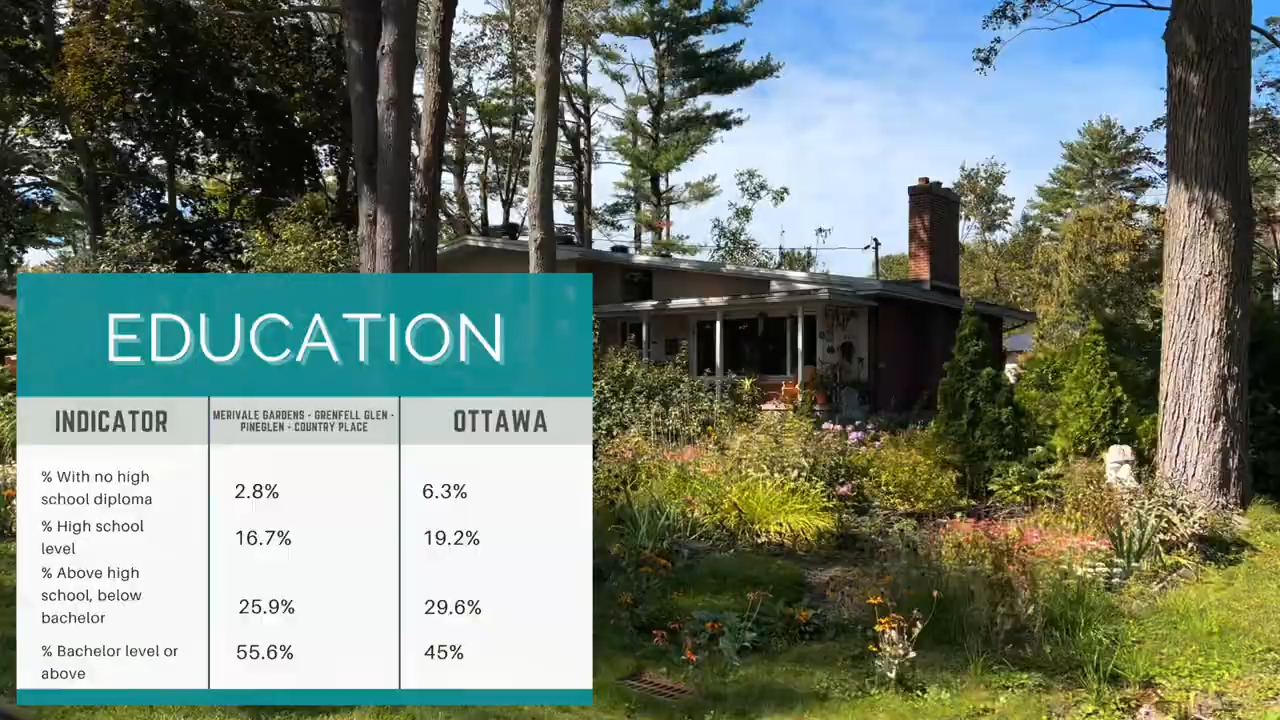 EDUCATION
INDICATOR
MERIVALE GARDENS - GRENFELL GLEN -
PINEGLEN - COUNTRY PLACE
OTTAWA
% With no high
school diploma
2.8%
6.3%
% High school
level
16.7%
19.2%
% Above high
school, below
bachelor
25.9%
29.6%
% Bachelor level or
above
55.6%
45%